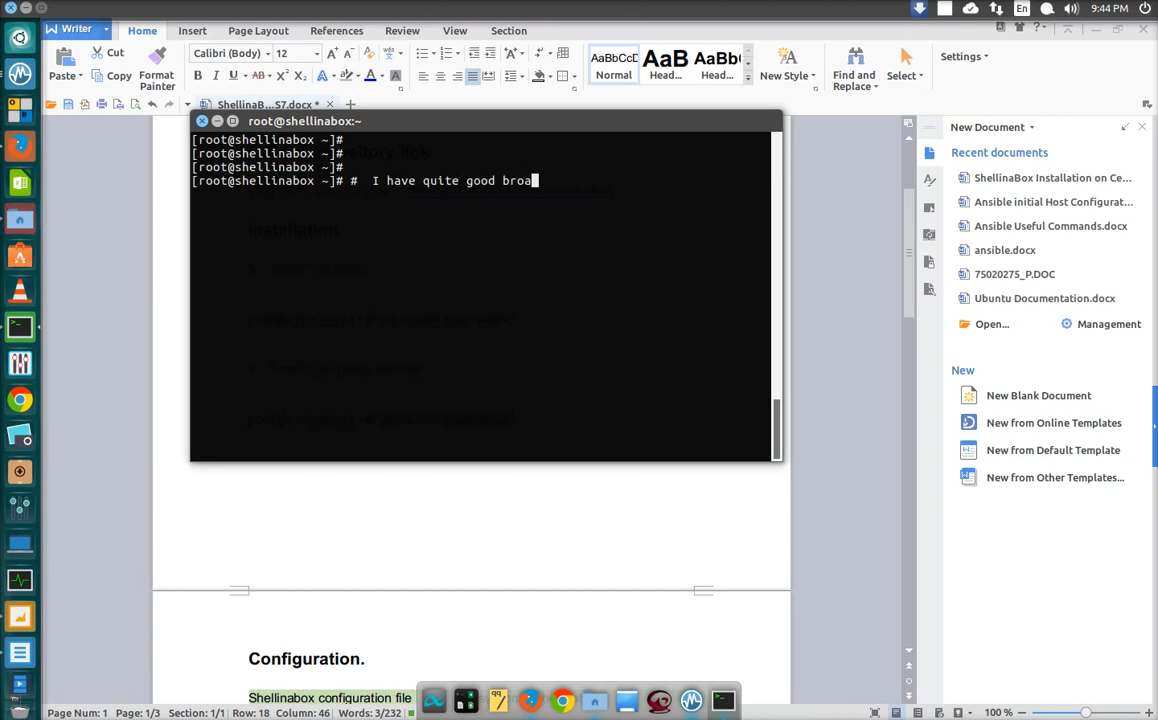 En
9:44 PM
Writer
Home
Insert
Page Layout
References
Review
View
Section
Paste
Cut
Copy
Format
Painter
Calibri (Body)
12
AaBbCcD
Normal
AaB
Head...
AaBb(
Head...
New Style
Find and
Replace
Select
Settings
ShellinaB...S7.docx *
root@shellinabox:~
[root@shellinabox ~]#
[root@shellinabox ~]#
[root@shellinabox ~]#
[root@shellinabox ~]# #  I have quite good broa
Installation
Configuration.
Shellinabox configuration file
New Document
Recent documents
ShellinaBox Installation on Ce...
Ansible initial Host Configurat...
Ansible Useful Commands.docx
ansible.docx
75020275_P.DOC
Ubuntu Documentation.docx
Open...
Management
New
New Blank Document
New from Online Templates
New from Default Template
New from Other Templates...
Page Num: 1
Page: 1/3
Section: 1/1
Row: 18
Column: 46
Words: 3/232
100 %